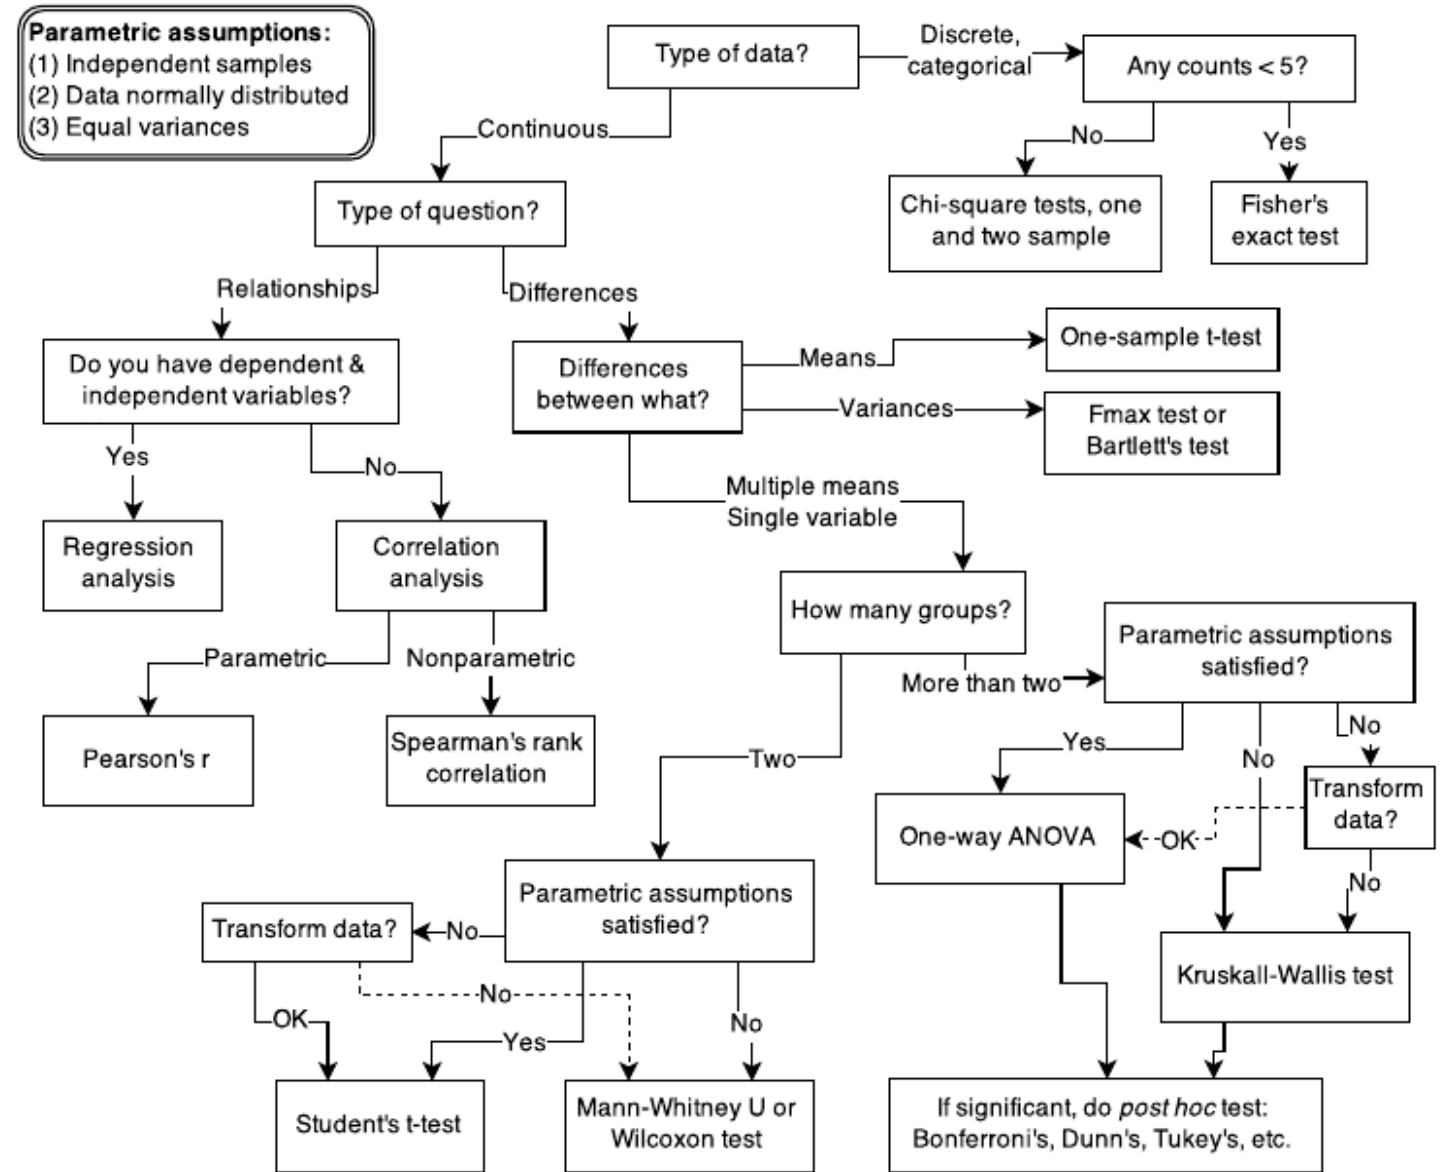 Parametric assumptions:
(1) Independent samples
(2) Data normally distributed
(3) Equal variances
Type of data?
Discrete,
categorical
Any counts < 5?
Continuous
No
Yes
Type of question?
Chi-square tests, one
and two sample
Fisher's
exact test
Relationships
Differences
Do you have dependent &
independent variables?
Differences
between what?
Means
One-sample t-test
Variances
Fmax test or
Bartlett's test
Yes
No
Multiple means
Single variable
Regression
analysis
Correlation
analysis
How many groups?
Parametric assumptions
satisfied?
Parametric
Nonparametric
More than two
Pearson's r
Spearman's rank
correlation
Two
Yes
No
No
Transform
data?
One-way ANOVA
OK
No
Parametric assumptions
satisfied?
Transform data?
No
Kruskall-Wallis test
OK
No
Yes
No
Student's t-test
Mann-Whitney U or
Wilcoxon test
If significant, do post hoc test:
Bonferroni's, Dunn's, Tukey's, etc.